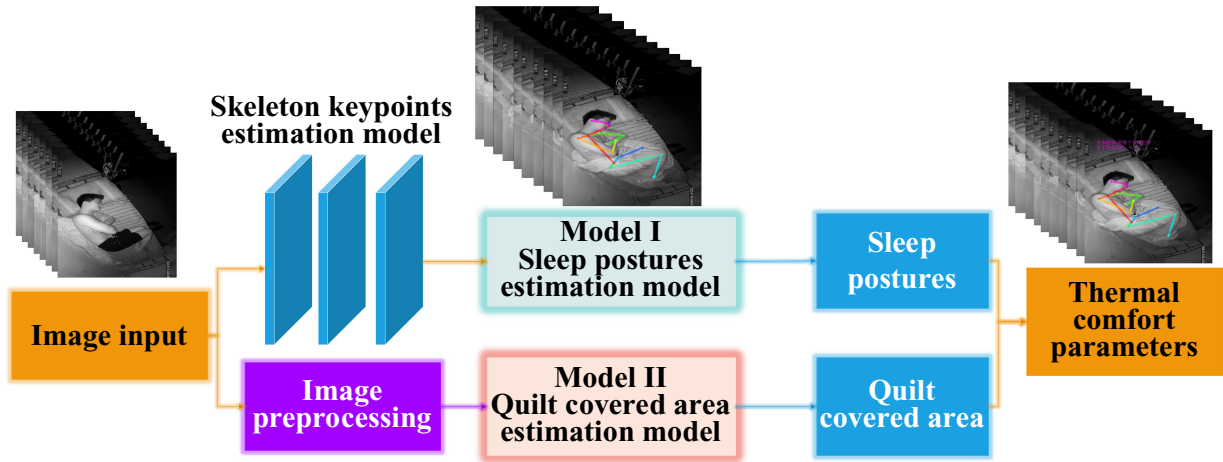 Skeleton keypoints
estimation model
Image input
Model I
Sleep postures
estimation model
Sleep
postures
Thermal
comfort
parameters
Image
preprocessing
Model II
Quilt covered area
estimation model
Quilt
covered area